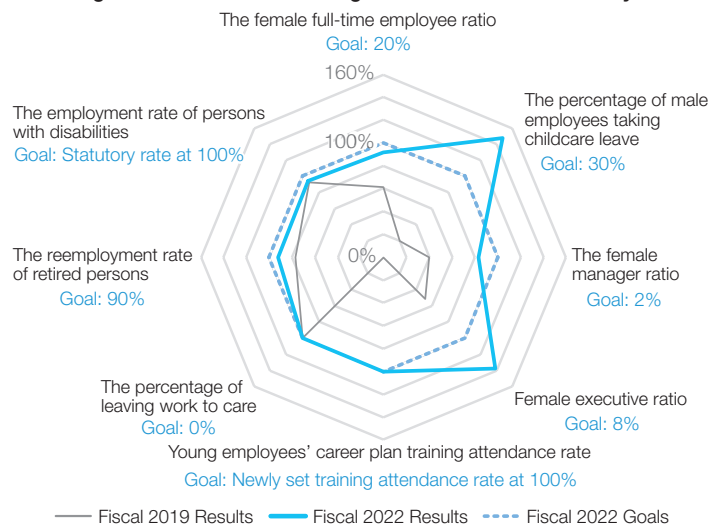 The female full-time employee ratio
Goal: 20%
160%
The percentage of male
employees taking
childcare leave
Goal: 30%
The employment rate of persons
with disabilities
Goal: Statutory rate at 100%
100%
0%
The reemployment rate
of retired persons
Goal: 90%
The female
manager ratio
Goal: 2%
The percentage of
leaving work to care
Goal: 0%
Female executive ratio
Goal: 8%
Young employees’ career plan training attendance rate
Goal: Newly set training attendance rate at 100%
Fiscal 2019 Results
Fiscal 2022 Results
Fiscal 2022 Goals